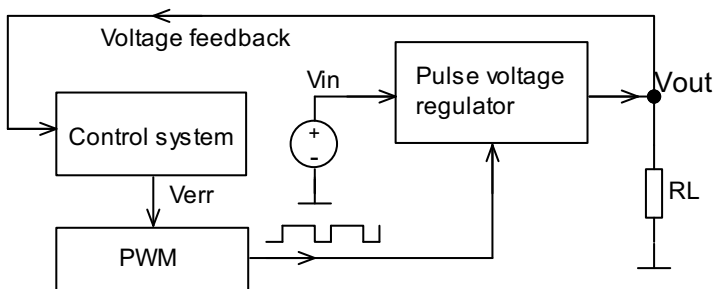 Voltage feedback
Vin
Pulse voltage
regulator
Vout
Control system
+
-
Verr
RL
PWM